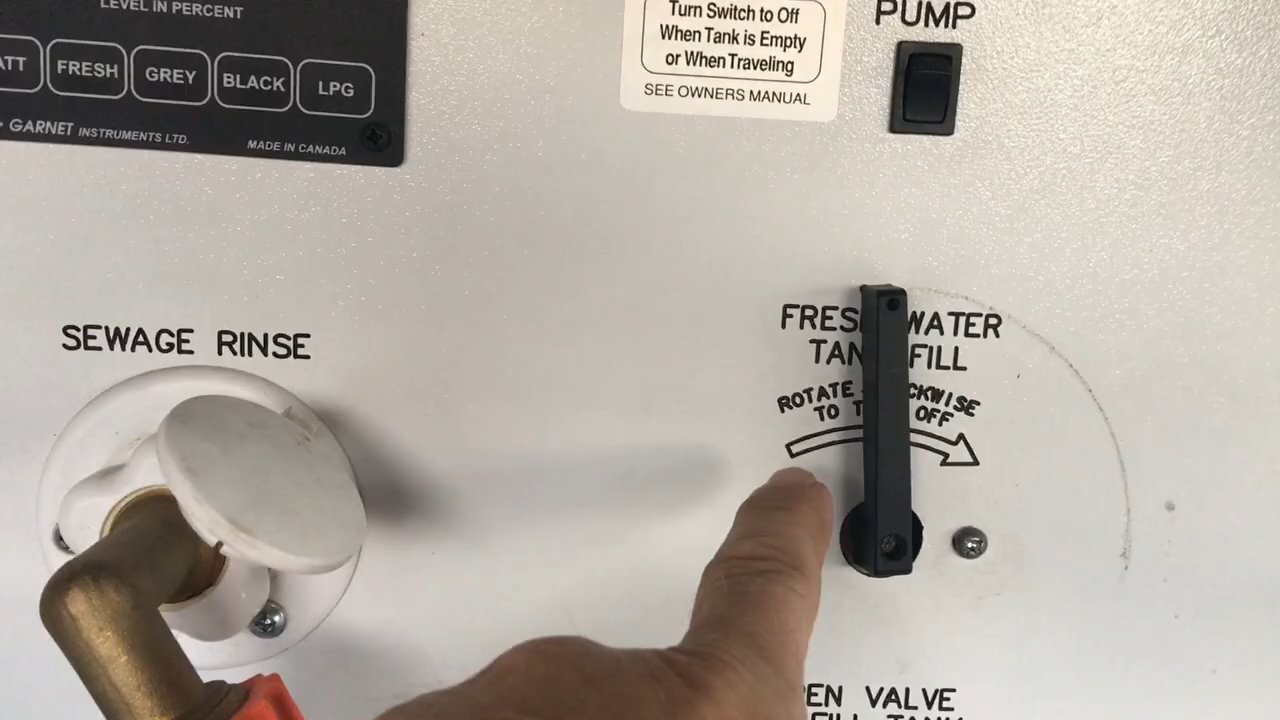 LEVEL IN PERCENT
FRESH GREY BLACK LPG
GARNET INSTRUMENTS LTD. MADE IN CANADA
Turn Switch to Off
When Tank is Empty
or When Traveling
SEE OWNERS MANUAL
PUMP
SEWAGE RINSE
WATER
FILL
ROTATE
TO OFF
VALVE